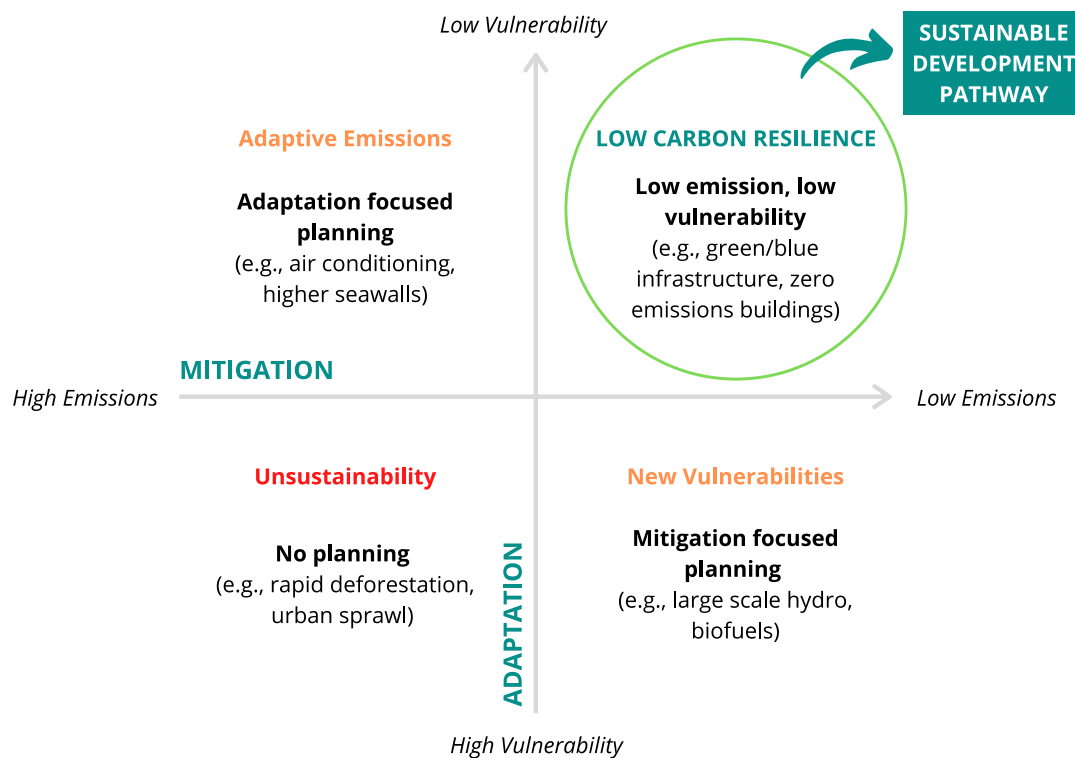 Low Vulnerability
SUSTAINABLE
DEVELOPMENT
PATHWAY
Adaptive Emissions
Adaptation focused
planning
(e.g., air conditioning,
higher seawalls)
LOW CARBON RESILIENCE
Low emission, low
vulnerability
(e.g., green/blue
infrastructure, zero
emissions buildings)
MITIGATION
High Emissions
Low Emissions
Unsustainability
No planning
(e.g., rapid deforestation,
urban sprawl)
ADAPTATION
New Vulnerabilities
Mitigation focused
planning
(e.g., large scale hydro,
biofuels)
High Vulnerability